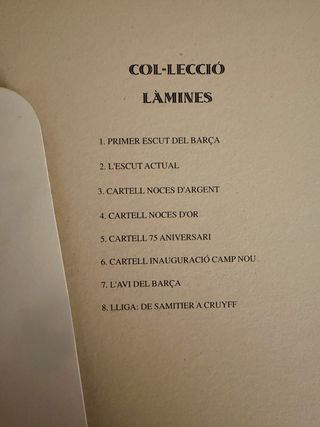 COL·LECCIÓ
LÀMINES
1. PRIMER ESCUT DEL BARÇA
2. L'ESCUT ACTUAL
3. CARTELL NOCES D'ARGENT
4. CARTELL NOCES D'OR
5. CARTELL 75 ANIVERSARI
6. CARTELL INAUGURACIÓ CAMP NOU
7. L'AVI DEL BARÇA
8. LLIGA: DE SAMITIER A CRUYFF